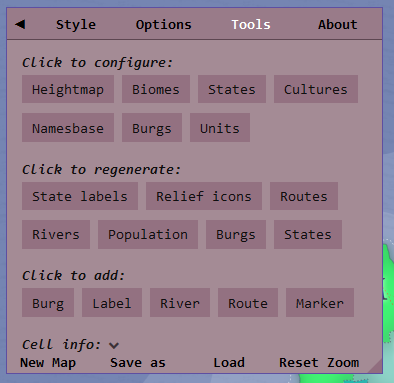 ◄ Style Options Tools About
Click to configure:
Heightmap Biomes States Cultures
Namesbase Burgs Units
Click to regenerate:
State labels Relief icons Routes
Rivers Population Burgs States
Click to add:
Burg Label River Route Marker
Cell info:
New Map Save as Load Reset Zoom